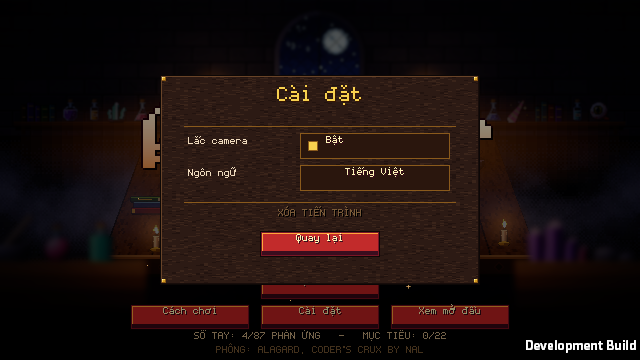 Cài đặt
Lắc camera
Bật
Ngôn ngữ
Tiếng Việt
XÓA TIẾN TRÌNH
Quay lại
Cách chơi
Cài đặt
Xem mở đầu
SỔ TAY: 4/87 PHẢN ỨNG – MỤC TIÊU: 0/22
PHÔNG: ALAGARD, CODER'S CRUX BY NAL
Development Build